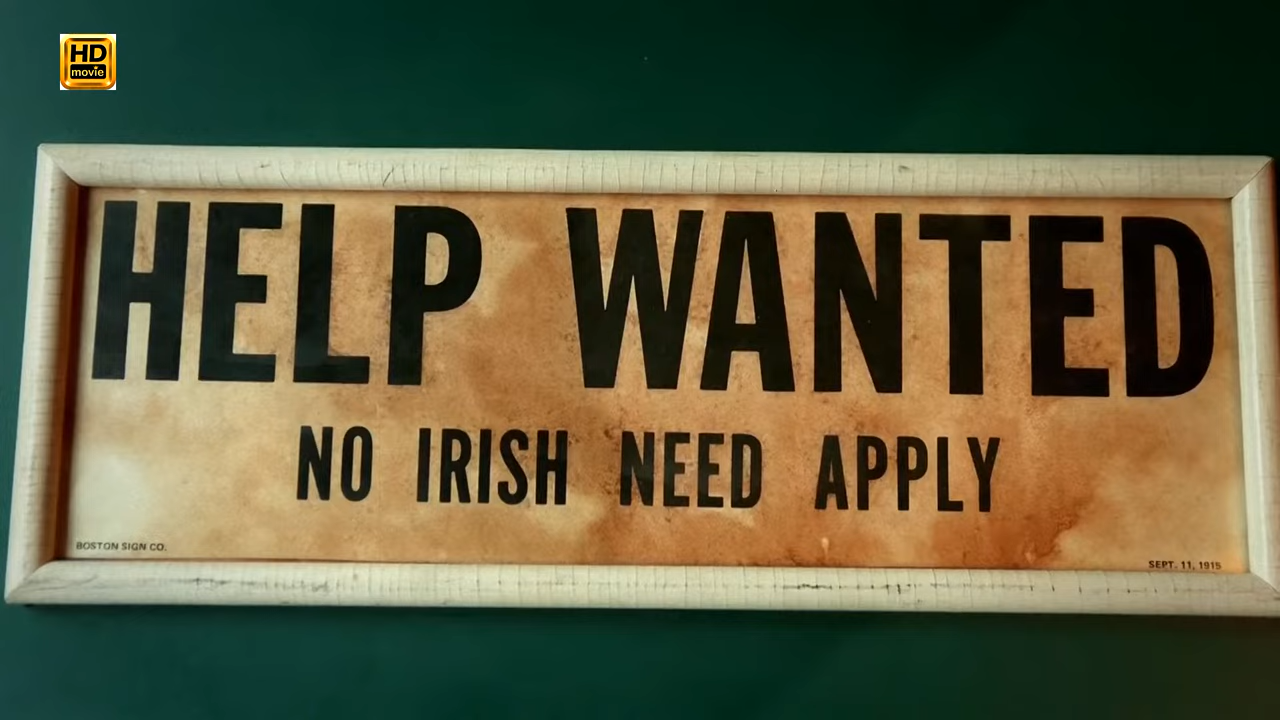 HD
movie
HELP WANTED
NO IRISH NEED APPLY
BOSTON SIGN CO.
SEPT. 11, 1915